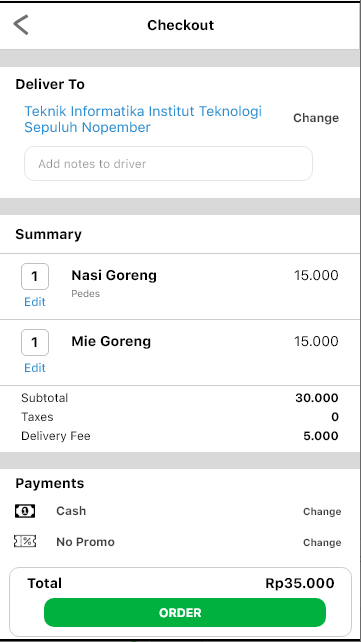 Checkout
Deliver To
Teknik Informatika Institut Teknologi
Sepuluh Nopember
Change
Add notes to driver
Summary
1 Nasi Goreng 15.000
Edit Pedes
1 Mie Goreng 15.000
Edit
Subtotal 30.000
Taxes 0
Delivery Fee 5.000
Payments
Cash Change
% No Promo Change
Total Rp35.000
ORDER